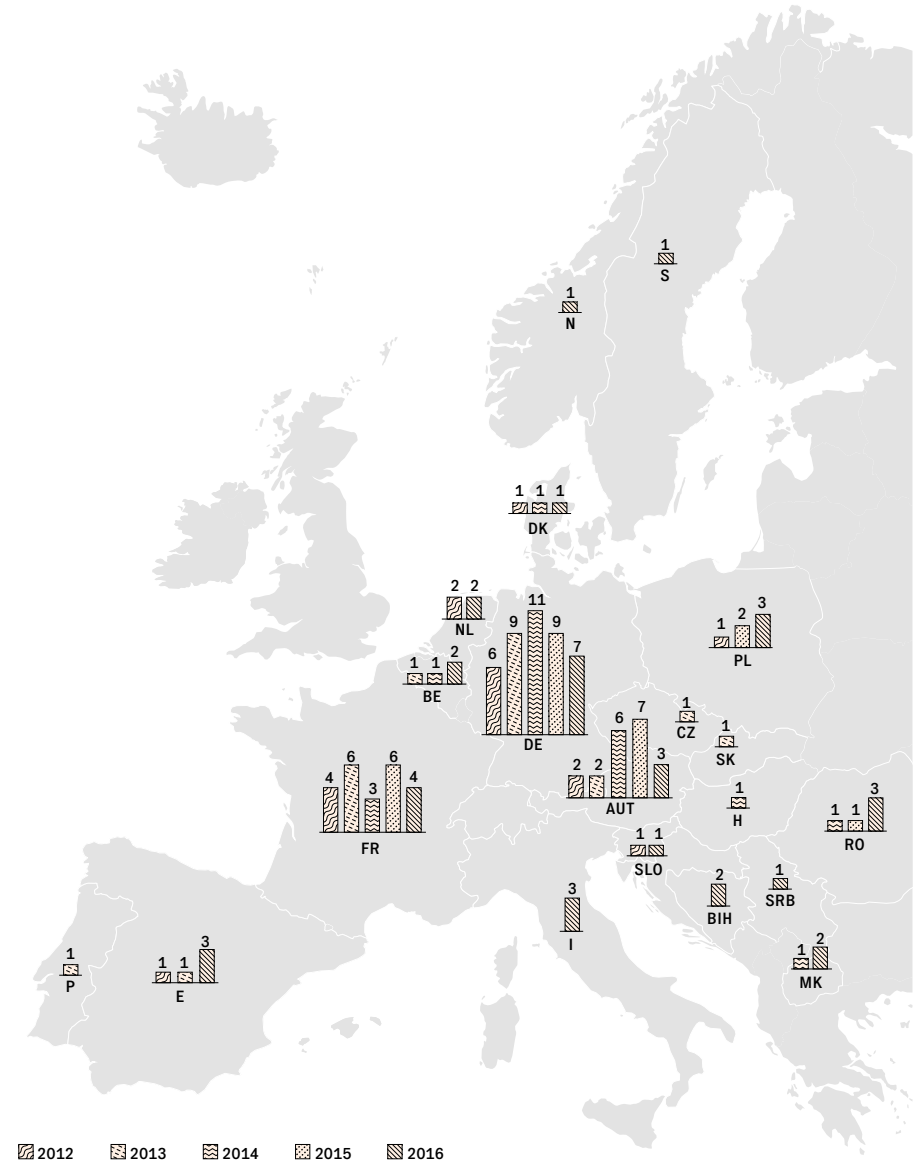 1
S
1
N
1 1 1
DK
2 2
NL
6 9 11 9 7
DE
1 2 3
PL
1 1 2
BE
1
CZ
1
SK
2 2 6 7 3
AUT
4 6 3 6 4
FR
1
H
1 1 3
RO
1 1
SLO
2
BIH
1
SRB
3
I
1
P
1 1 3
E
1 2
MK
2012 2013 2014 2015 2016